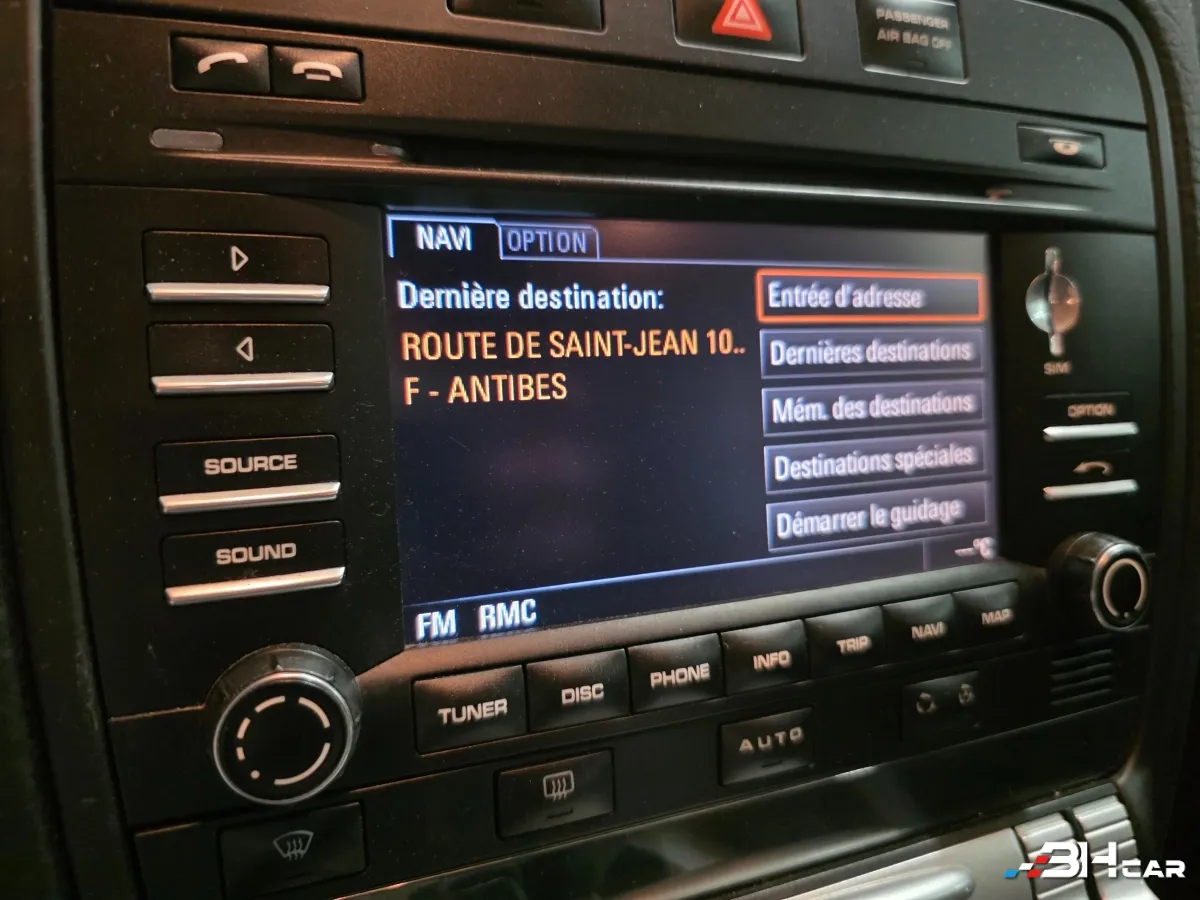 PASSENGER
AIR BAG OFF
NAVI
OPTION
Dernière destination:
ROUTE DE SAINT-JEAN 10..
F - ANTIBES
Entrée d'adresse
Dernières destinations
Mém. des destinations
Destinations spéciales
Démarrer le guidage
--°C
FM RMC
SOURCE
SOUND
SIM
OPTION
TUNER
DISC
PHONE
INFO
TRIP
NAVI
MAP
AUTO
3H CAR